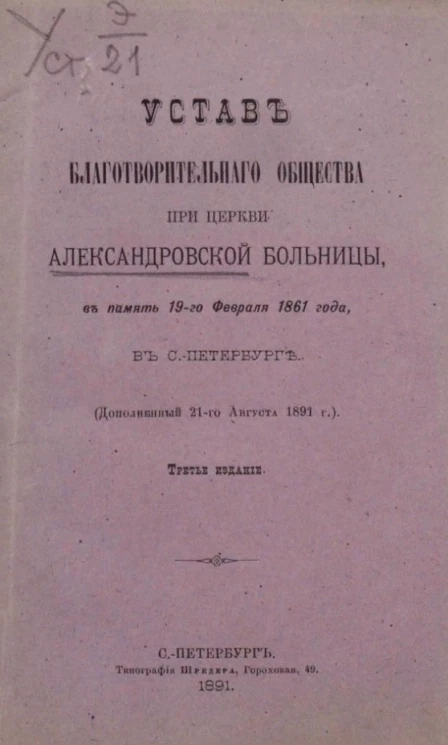 Э
Уст. 21
УСТАВЪ
БЛАГОТВОРИТЕЛЬНАГО ОБЩЕСТВА
ПРИ ЦЕРКВИ
АЛЕКСАНДРОВСКОЙ БОЛЬНИЦЫ,
въ память 19-го Февраля 1861 года,
ВЪ С.-ПЕТЕРБУРГѢ.
(Дополненный 21-го Августа 1891 г.).
ТРЕТЬЕ ИЗДАНІЕ.
С.-ПЕТЕРБУРГЪ.
Типографія ШРЕДЕРА, Гороховая, 49.
1891.